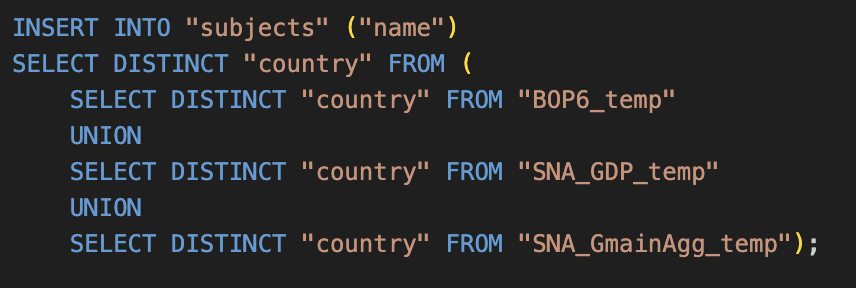 INSERT INTO "subjects" ("name")
SELECT DISTINCT "country" FROM (
    SELECT DISTINCT "country" FROM "BOP6_temp"
    UNION
    SELECT DISTINCT "country" FROM "SNA_GDP_temp"
    UNION
    SELECT DISTINCT "country" FROM "SNA_GmainAgg_temp");